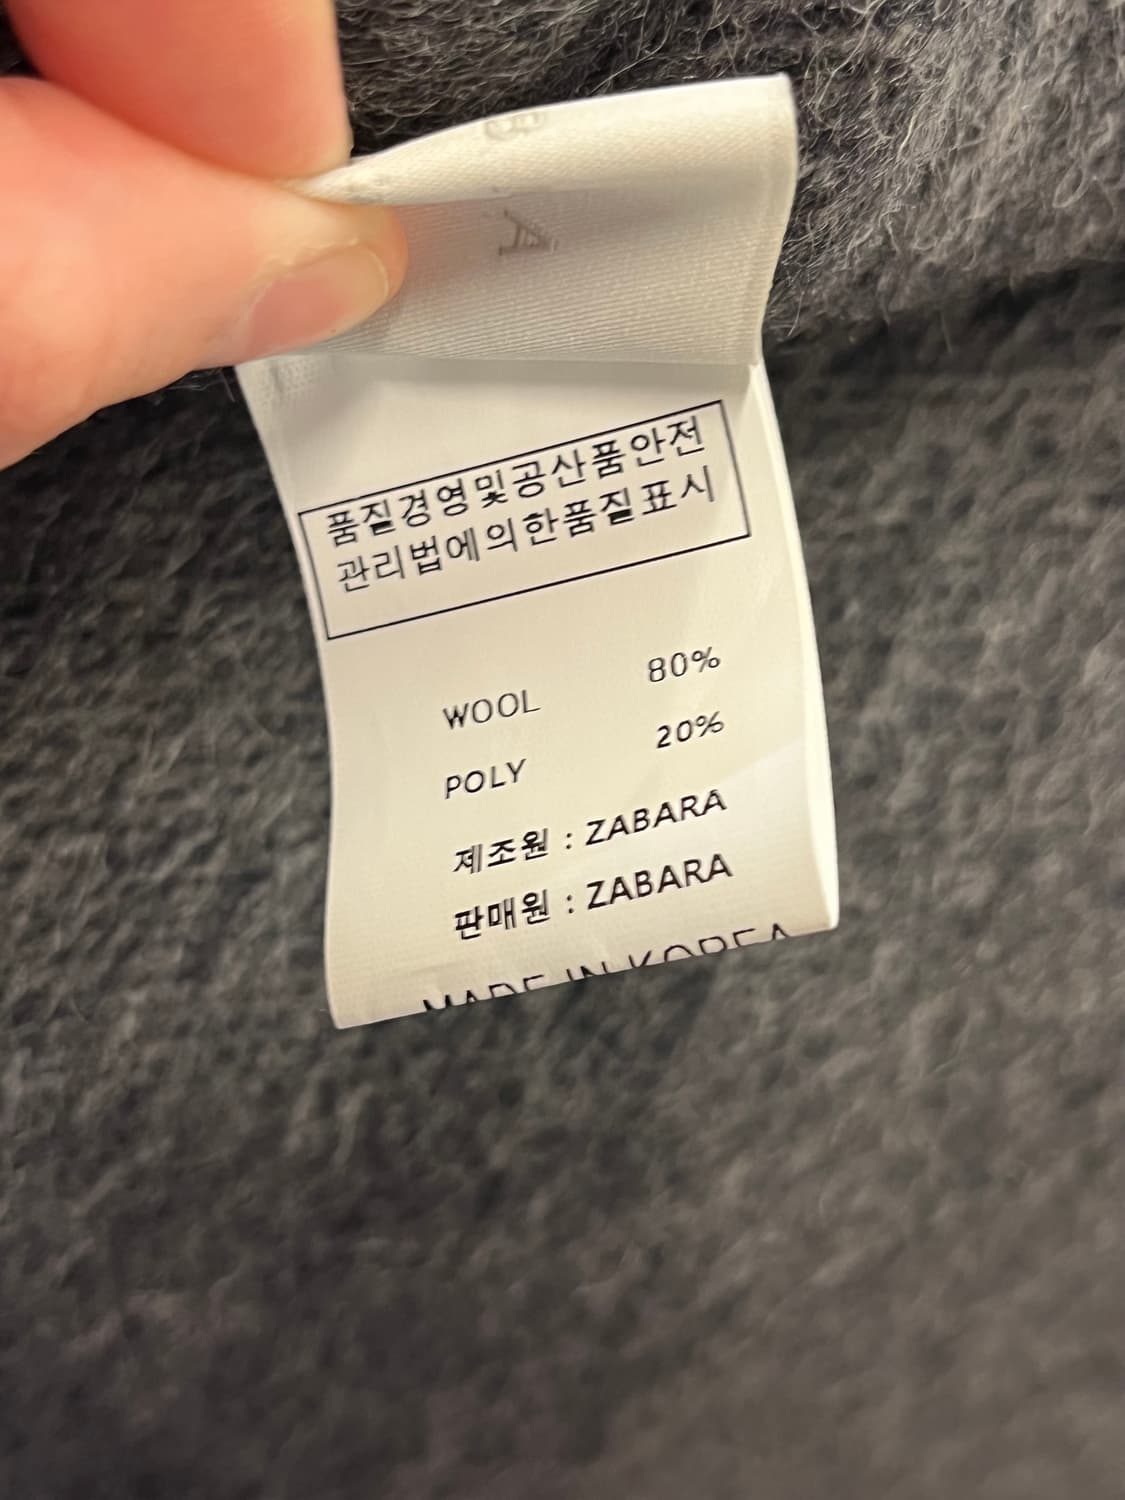 품질경영및공산품안전
관리법에의한품질표시
WOOL 80%
POLY 20%
제조원 : ZABARA
판매원 : ZABARA
MADE IN KOREA